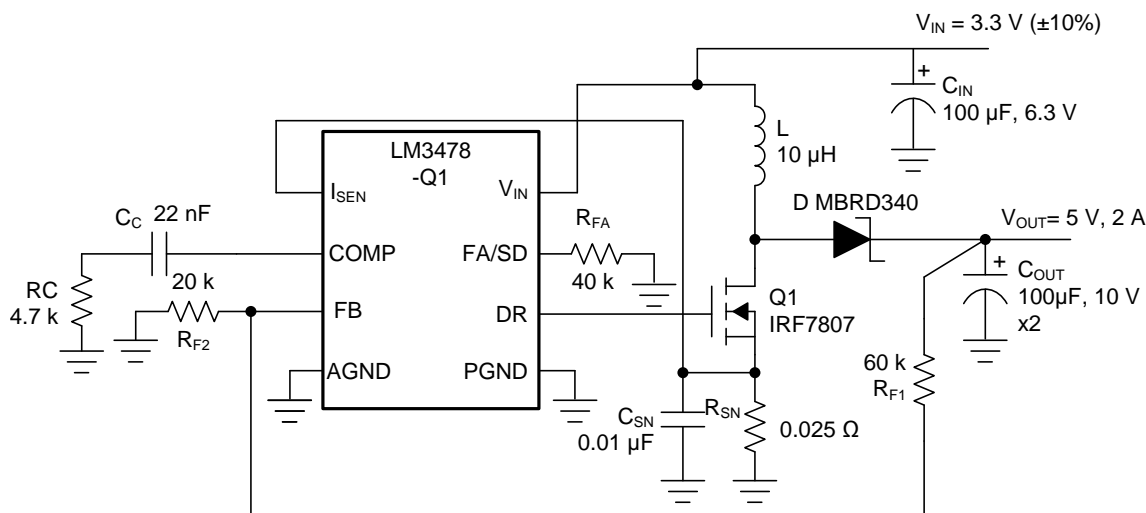 V_IN = 3.3 V (±10%)
C_IN
100 µF, 6.3 V
L
10 µH
LM3478
-Q1
I_SEN
V_IN
D MBRD340
V_OUT= 5 V, 2 A
C_C
22 nF
COMP
FA/SD
R_FA
40 k
C_OUT
100µF, 10 V
x2
RC
4.7 k
20 k
R_F2
FB
DR
Q1
IRF7807
AGND
PGND
60 k
R_F1
C_SN
0.01 µF
R_SN
0.025 Ω